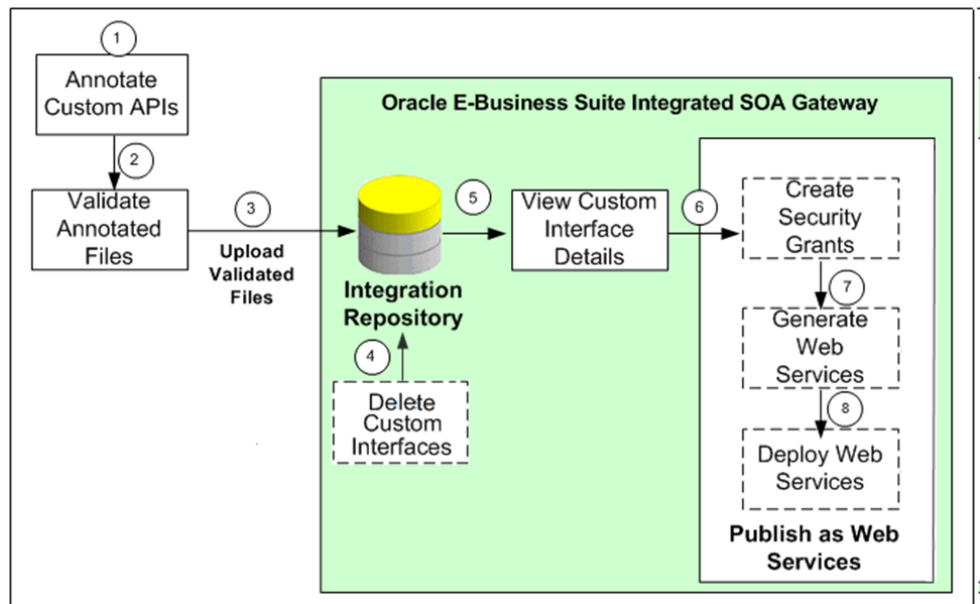 1
Annotate
Custom APIs
2
Validate
Annotated
Files
3
Upload
Validated
Files
Oracle E-Business Suite Integrated SOA Gateway
Integration
Repository
4
Delete
Custom
Interfaces
5
View Custom
Interface
Details
6
Create
Security
Grants
7
Generate
Web
Services
8
Deploy Web
Services
Publish as Web
Services